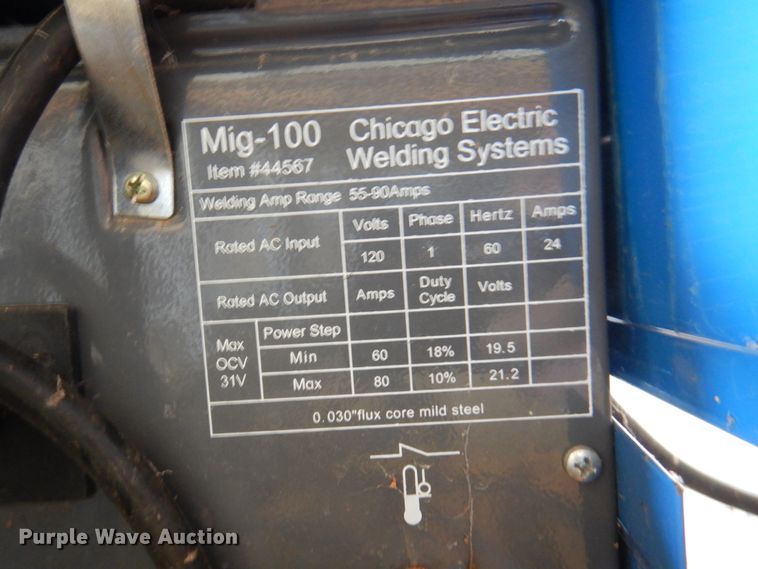 Mig-100 Chicago Electric
Item #44567 Welding Systems
Welding Amp Range 55-90Amps
Rated AC Input Volts Phase Hertz Amps
120 1 60 24
Rated AC Output Amps Duty Cycle Volts
Max OCV 31V Power Step
Min 60 18% 19.5
Max 80 10% 21.2
0.030"flux core mild steel
Purple Wave Auction